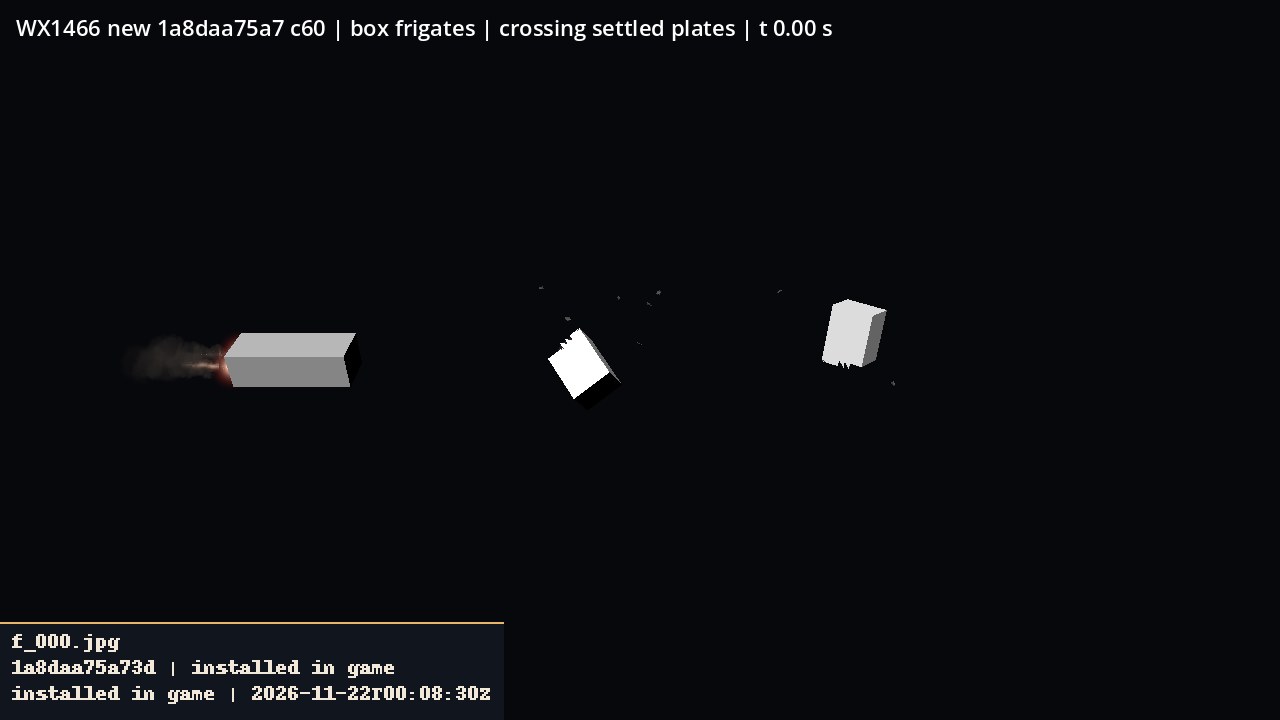 WX1466 new 1a8daa75a7 c60 | box frigates | crossing settled plates | t 0.00 s
f_000.jpg
1a8daa75a73d | installed in game
installed in game | 2026-11-22T00:08:30Z